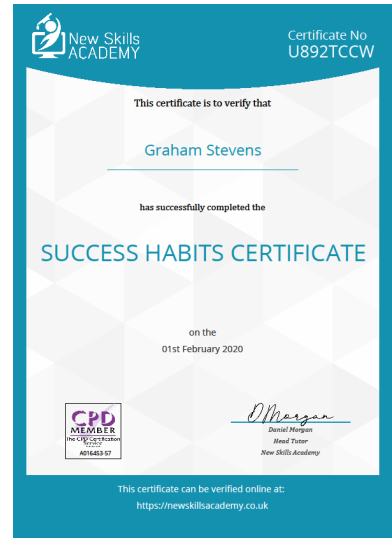 New Skills
ACADEMY
Certificate No
U892TCCW
This certificate is to verify that
Graham Stevens
has successfully completed the
SUCCESS HABITS CERTIFICATE
on the
01st February 2020
CPD
MEMBER
The CPD Certification
Service
A016453-57
DMorgan
Daniel Morgan
Head Tutor
New Skills Academy
This certificate can be verified online at:
https://newskillsacademy.co.uk